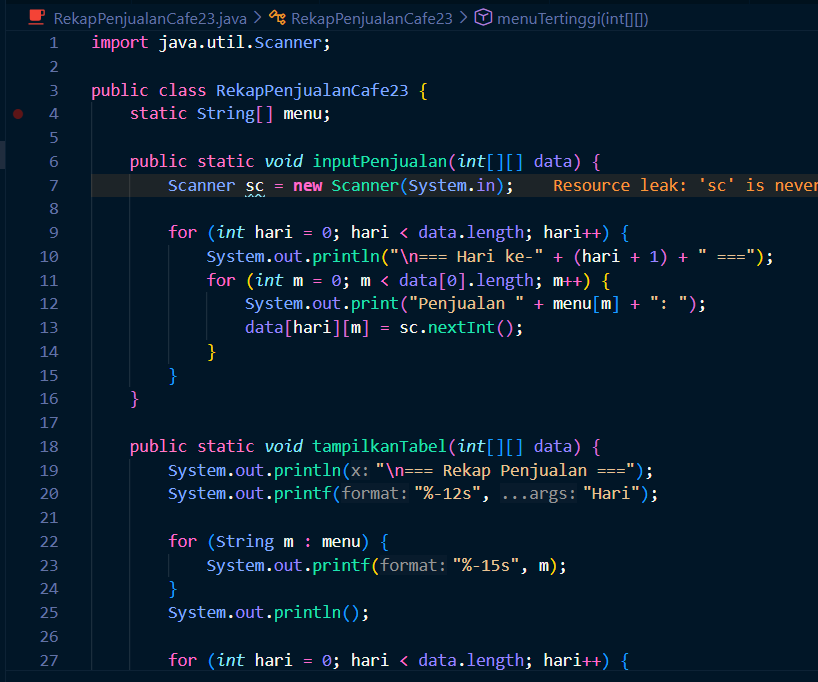 RekapPenjualanCafe23.java > RekapPenjualanCafe23 > menuTertinggi(int[][])
1 import java.util.Scanner;
2
3 public class RekapPenjualanCafe23 {
4 static String[] menu;
5
6 public static void inputPenjualan(int[][] data) {
7 Scanner sc = new Scanner(System.in); Resource leak: 'sc' is never
8
9 for (int hari = 0; hari < data.length; hari++) {
10 System.out.println("\n=== Hari ke-" + (hari + 1) + " ===");
11 for (int m = 0; m < data[0].length; m++) {
12 System.out.print("Penjualan " + menu[m] + ": ");
13 data[hari][m] = sc.nextInt();
14 }
15 }
16 }
17
18 public static void tampilkanTabel(int[][] data) {
19 System.out.println(x: "\n=== Rekap Penjualan ===");
20 System.out.printf(format: "%-12s", ...args: "Hari");
21
22 for (String m : menu) {
23 System.out.printf(format: "%-15s", m);
24 }
25 System.out.println();
26
27 for (int hari = 0; hari < data.length; hari++) {